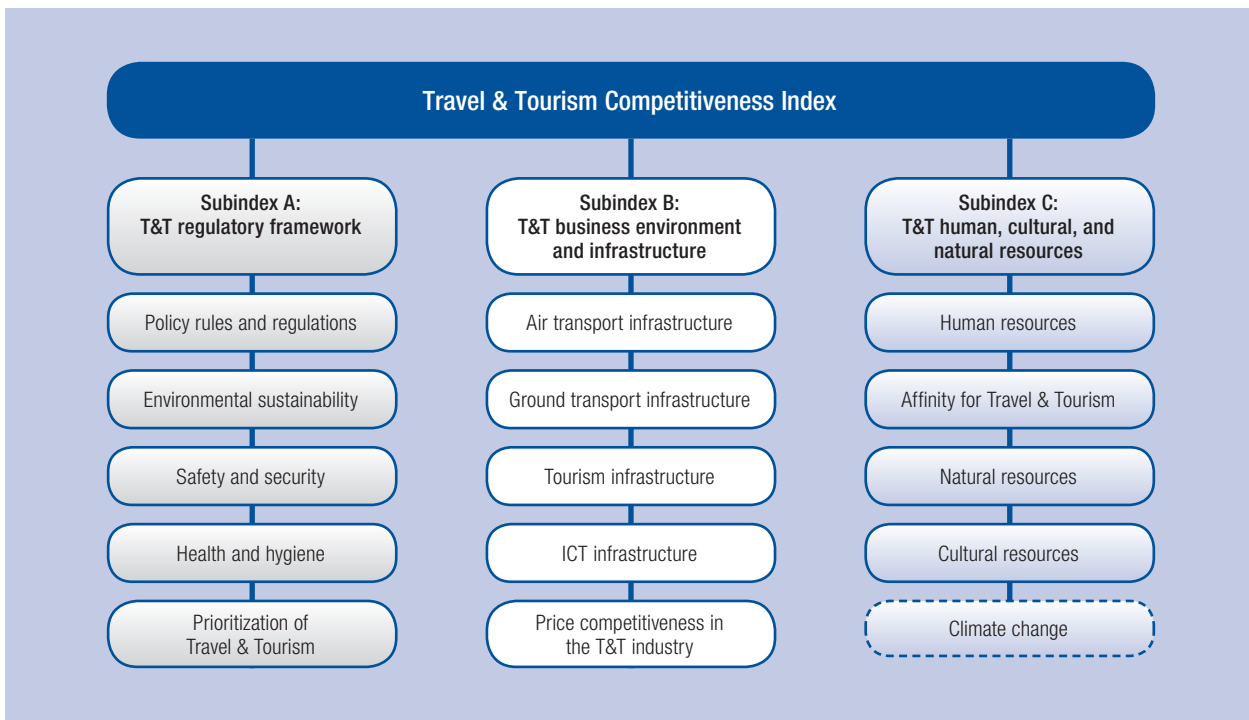 Travel & Tourism Competitiveness Index
Subindex A:
T&T regulatory framework
Policy rules and regulations
Environmental sustainability
Safety and security
Health and hygiene
Prioritization of
Travel & Tourism
Subindex B:
T&T business environment
and infrastructure
Air transport infrastructure
Ground transport infrastructure
Tourism infrastructure
ICT infrastructure
Price competitiveness in
the T&T industry
Subindex C:
T&T human, cultural, and
natural resources
Human resources
Affinity for Travel & Tourism
Natural resources
Cultural resources
Climate change